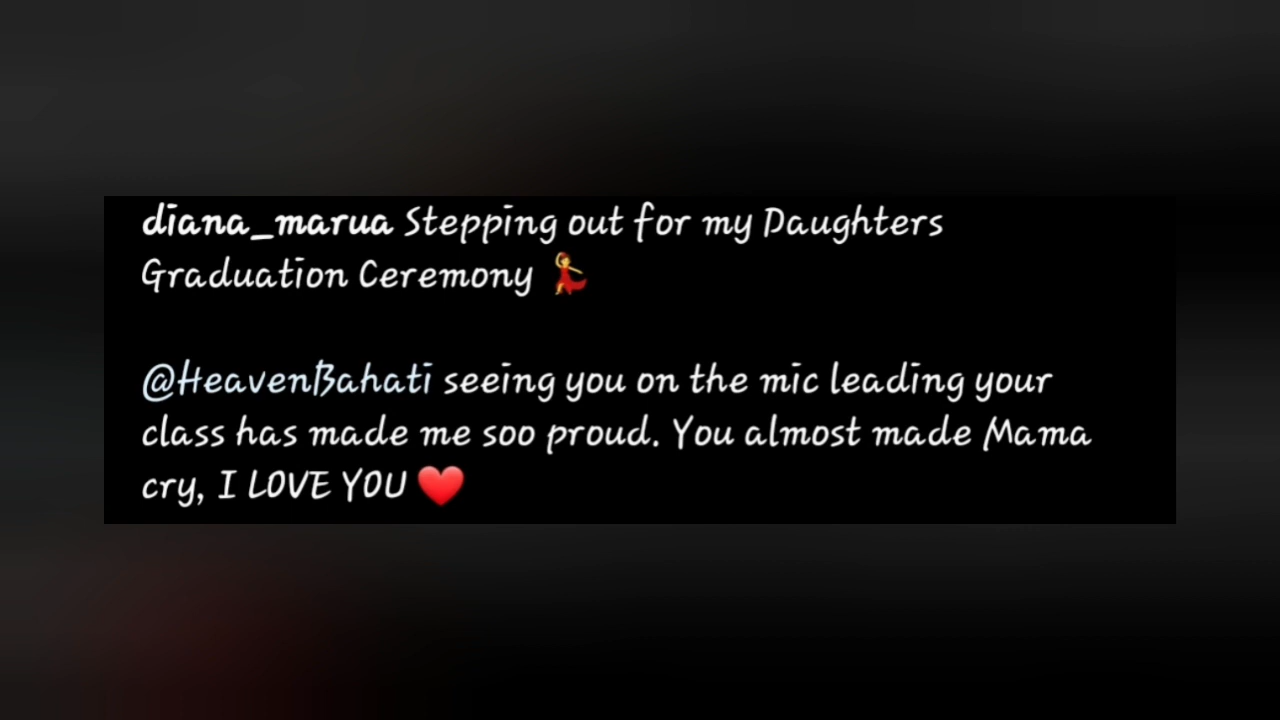 diana_marua Stepping out for my Daughters
Graduation Ceremony 💃
@HeavenBahati seeing you on the mic leading your
class has made me soo proud. You almost made Mama
cry, I LOVE YOU ❤️